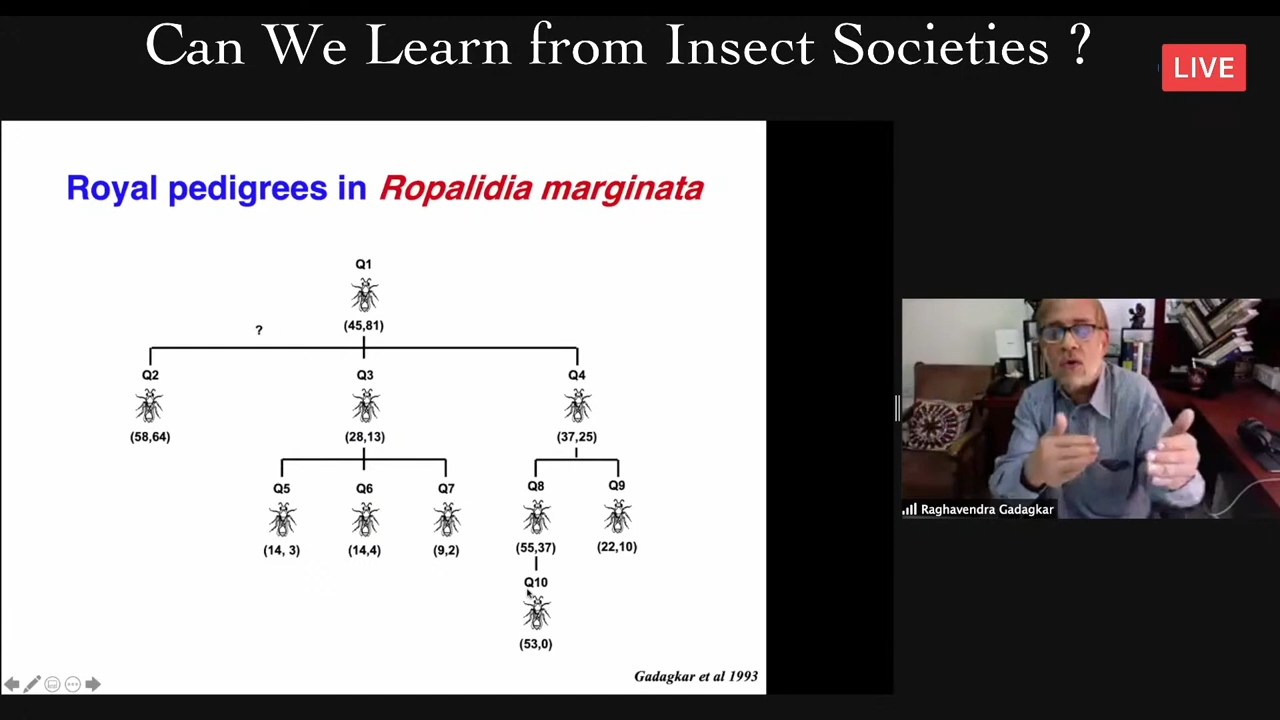 Can We Learn from Insect Societies ?
LIVE
Royal pedigrees in Ropalidia marginata
Q1
(45,81)
?
Q2
Q3
Q4
(58,64)
(28,13)
(37,25)
Q5
Q6
Q7
Q8
Q9
(14, 3)
(14,4)
(9,2)
(55,37)
(22,10)
Q10
(53,0)
Gadagkar et al 1993
Raghavendra Gadagkar